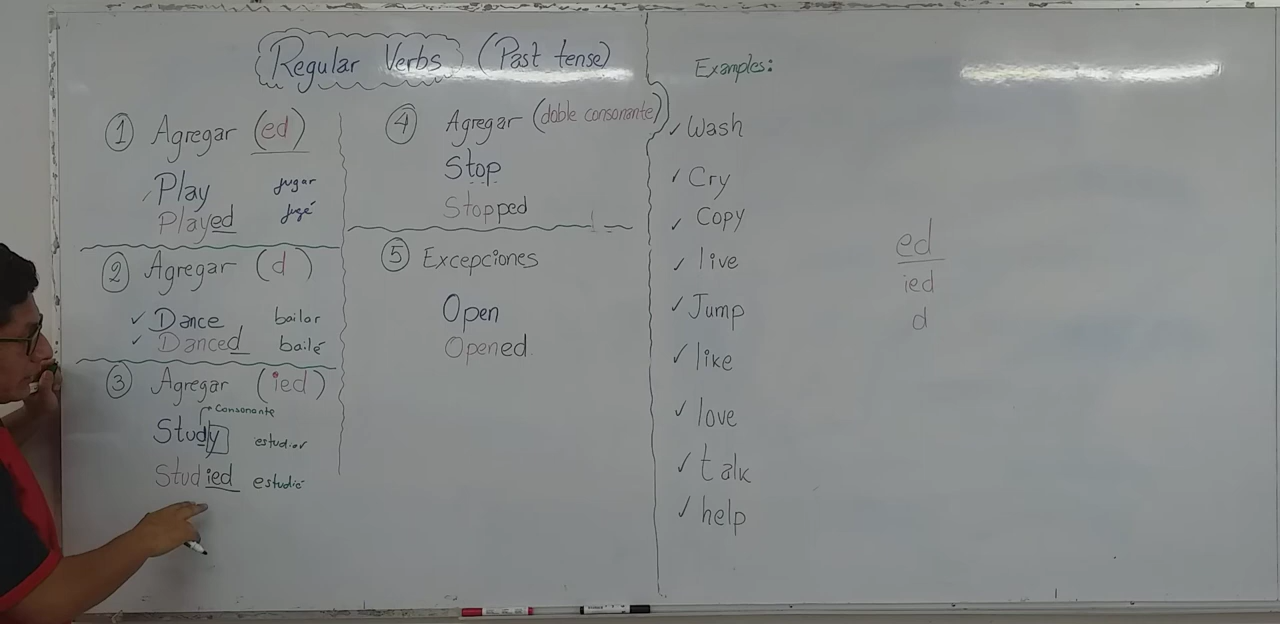 Regular Verbs (Past tense)
① Agregar (ed)
Play jugar
Played jugé
② Agregar (d)
Dance bailar
Danced bailé
③ Agregar (ied)
Consonante
Study estudiar
Studied estudié
④ Agregar (doble consonante)
Stop
Stopped
⑤ Excepciones
Open
Opened
Examples:
✓ Wash
✓ Cry
✓ Copy
✓ live
✓ Jump
✓ like
✓ love
✓ talk
✓ help
ed
ied
d